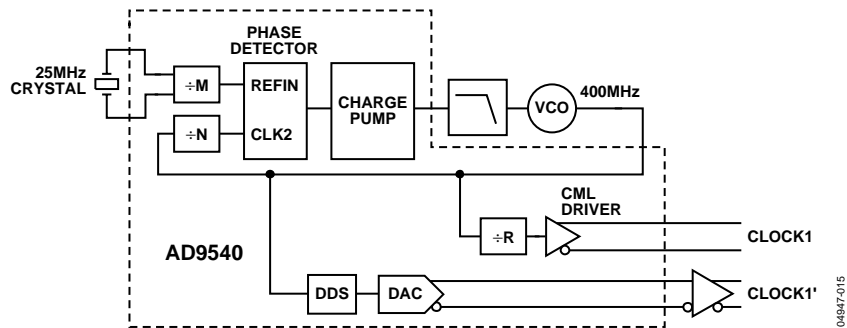 PHASE
DETECTOR
25MHz
CRYSTAL
÷M
REFIN
CHARGE
PUMP
400MHz
VCO
÷N
CLK2
CML
DRIVER
÷R
CLOCK1
AD9540
DDS
DAC
CLOCK1'
04947-015